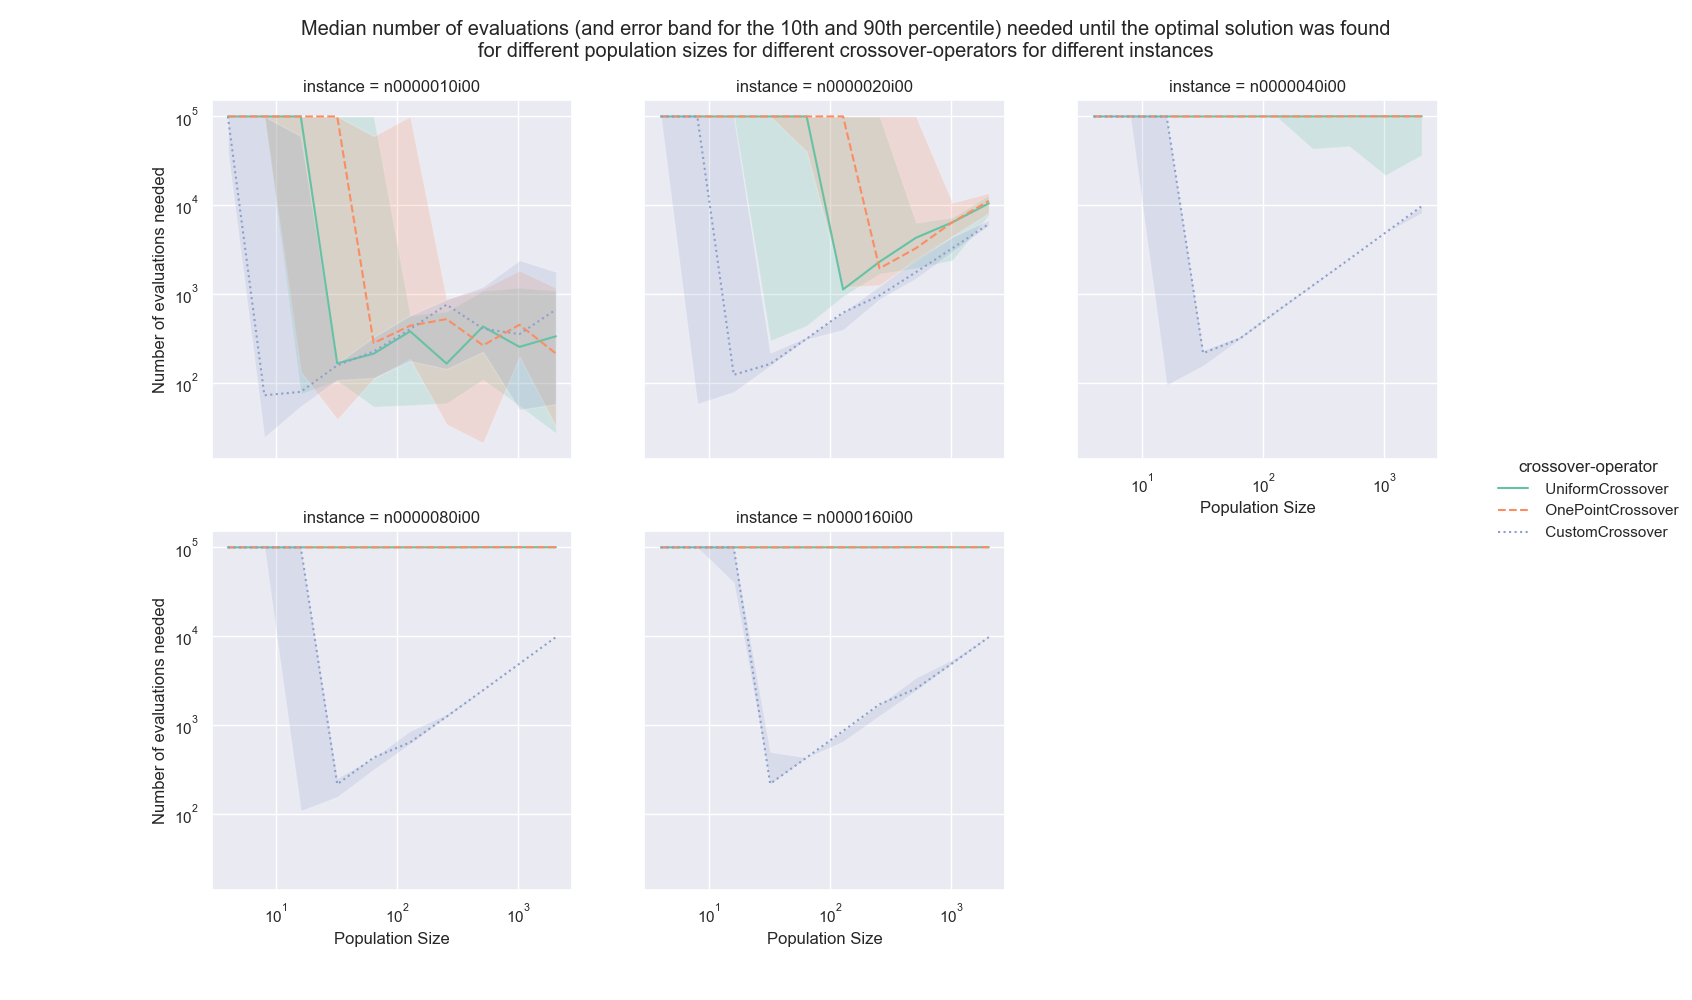 Median number of evaluations (and error band for the 10th and 90th percentile) needed until the optimal solution was found
for different population sizes for different crossover-operators for different instances
instance = n0000010i00
instance = n0000020i00
instance = n0000040i00
Number of evaluations needed
10^5
10^4
10^3
10^2
10^1
10^2
10^3
Population Size
crossover-operator
UniformCrossover
OnePointCrossover
CustomCrossover
instance = n0000080i00
instance = n0000160i00
Number of evaluations needed
10^5
10^4
10^3
10^2
10^1
10^2
10^3
Population Size
10^1
10^2
10^3
Population Size